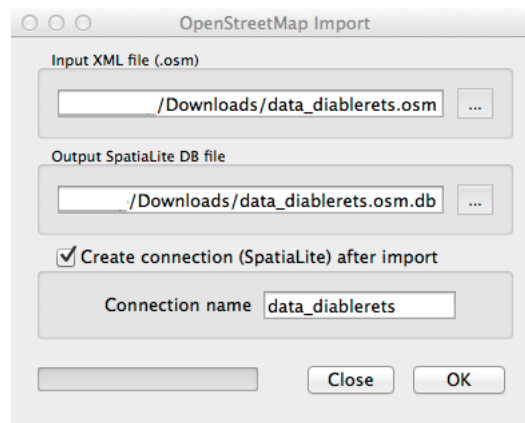 OpenStreetMap Import
Input XML file (.osm)
/Downloads/data_diablerets.osm
...
Output SpatiaLite DB file
/Downloads/data_diablerets.osm.db
...
Create connection (SpatiaLite) after import
Connection name data_diablerets
Close OK